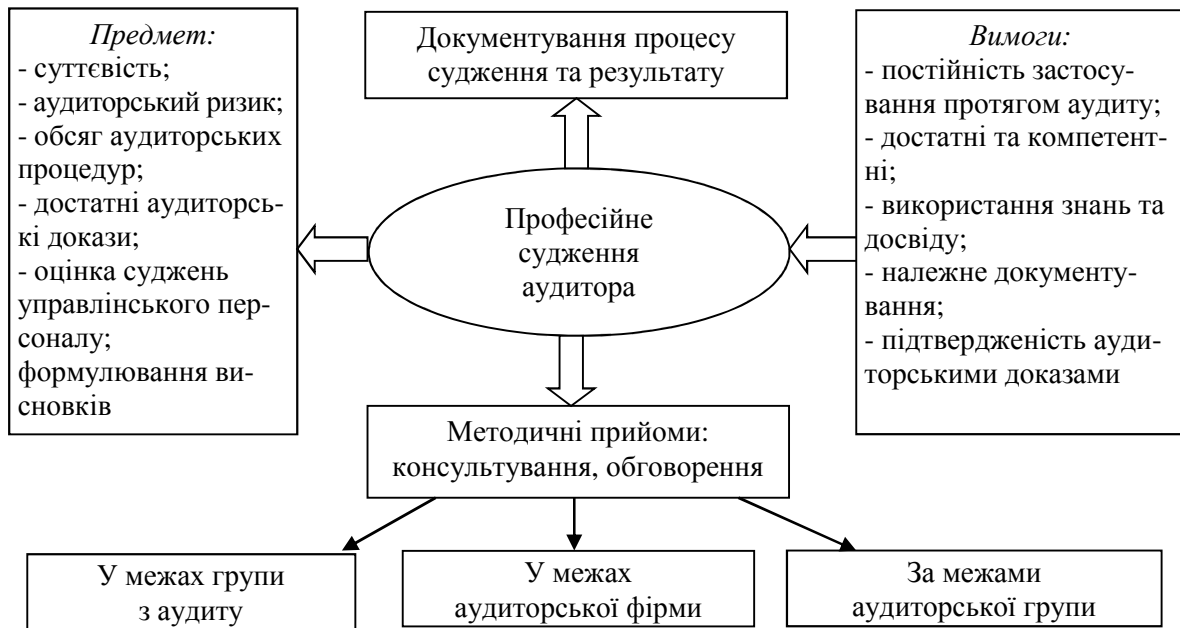 Предмет:
- суттєвість;
- аудиторський ризик;
- обсяг аудиторських
процедур;
- достатні аудиторсь-
кі докази;
- оцінка суджень
управлінського пер-
соналу;
формулювання ви-
сновків
Документування процесу
судження та результату
Вимоги:
- постійність застосу-
вання протягом аудиту;
- достатні та компетент-
ні;
- використання знань та
досвіду;
- належне документу-
вання;
- підтвердженість ауди-
торськими доказами
Професійне
судження
аудитора
Методичні прийоми:
консультування, обговорення
У межах групи
з аудиту
У межах
аудиторської фірми
За межами
аудиторської групи